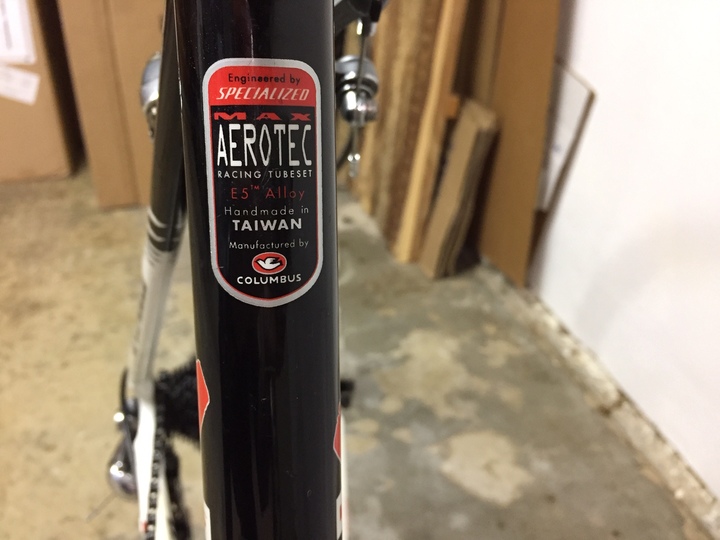 Engineered by
SPECIALIZED
MAX
AEROTEC
RACING TUBESET
E5™ Alloy
Handmade in
TAIWAN
Manufactured by
COLUMBUS